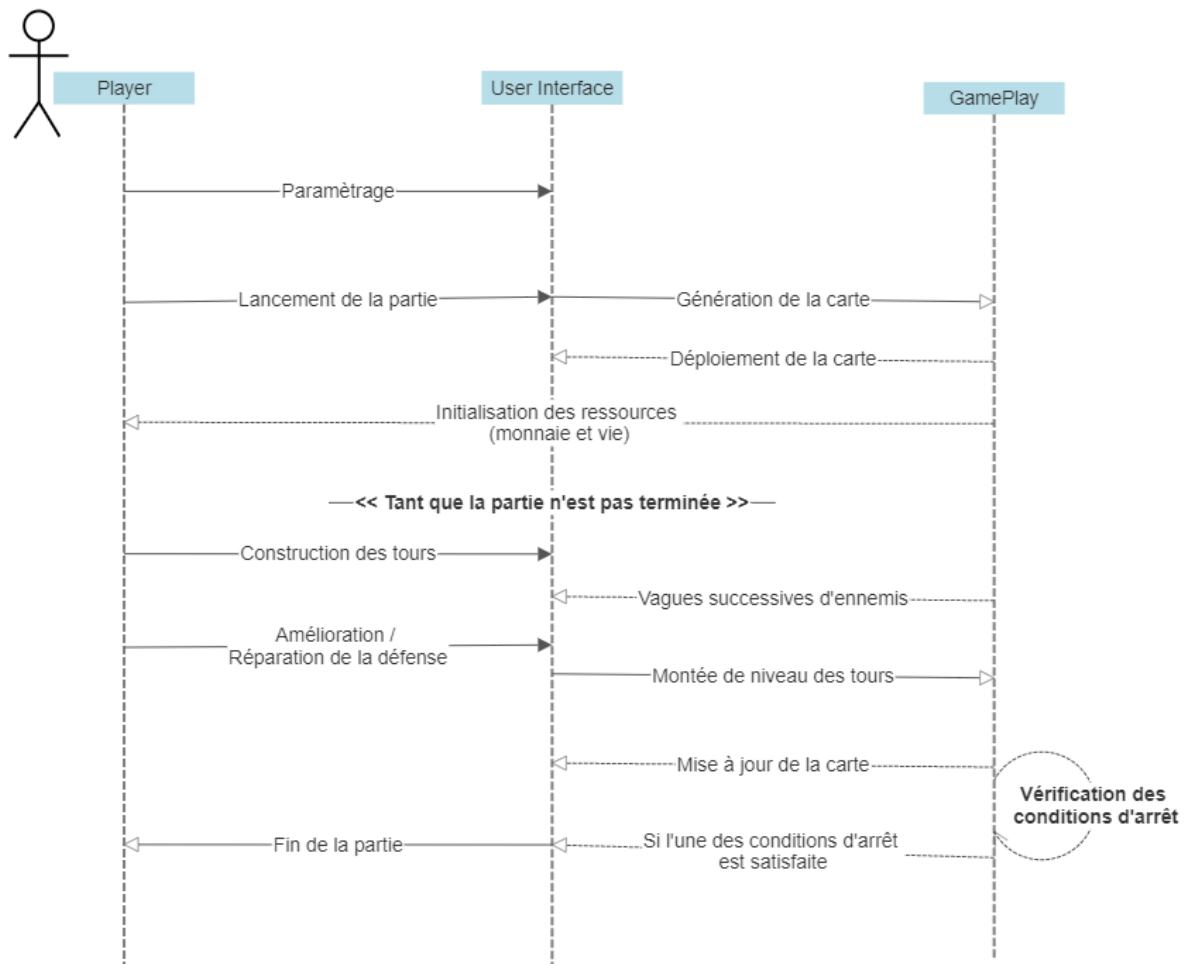 Player
User Interface
GamePlay
Paramètrage
Lancement de la partie
Génération de la carte
Déploiement de la carte
Initialisation des ressources
(monnaie et vie)
<< Tant que la partie n'est pas terminée >>
Construction des tours
Vagues successives d'ennemis
Amélioration /
Réparation de la défense
Montée de niveau des tours
Mise à jour de la carte
Vérification des
conditions d'arrêt
Fin de la partie
Si l'une des conditions d'arrêt
est satisfaite